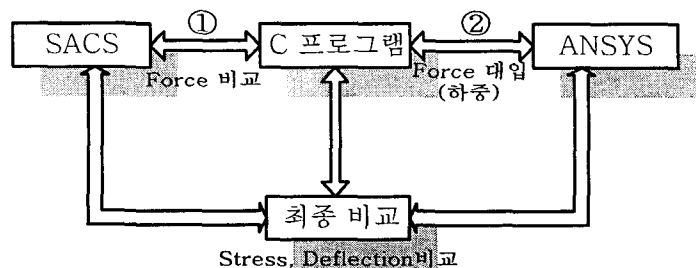 ① ②
SACS C 프로그램 ANSYS
Force 비교 Force 대입
(하중)
최종 비교
Stress, Deflection비교